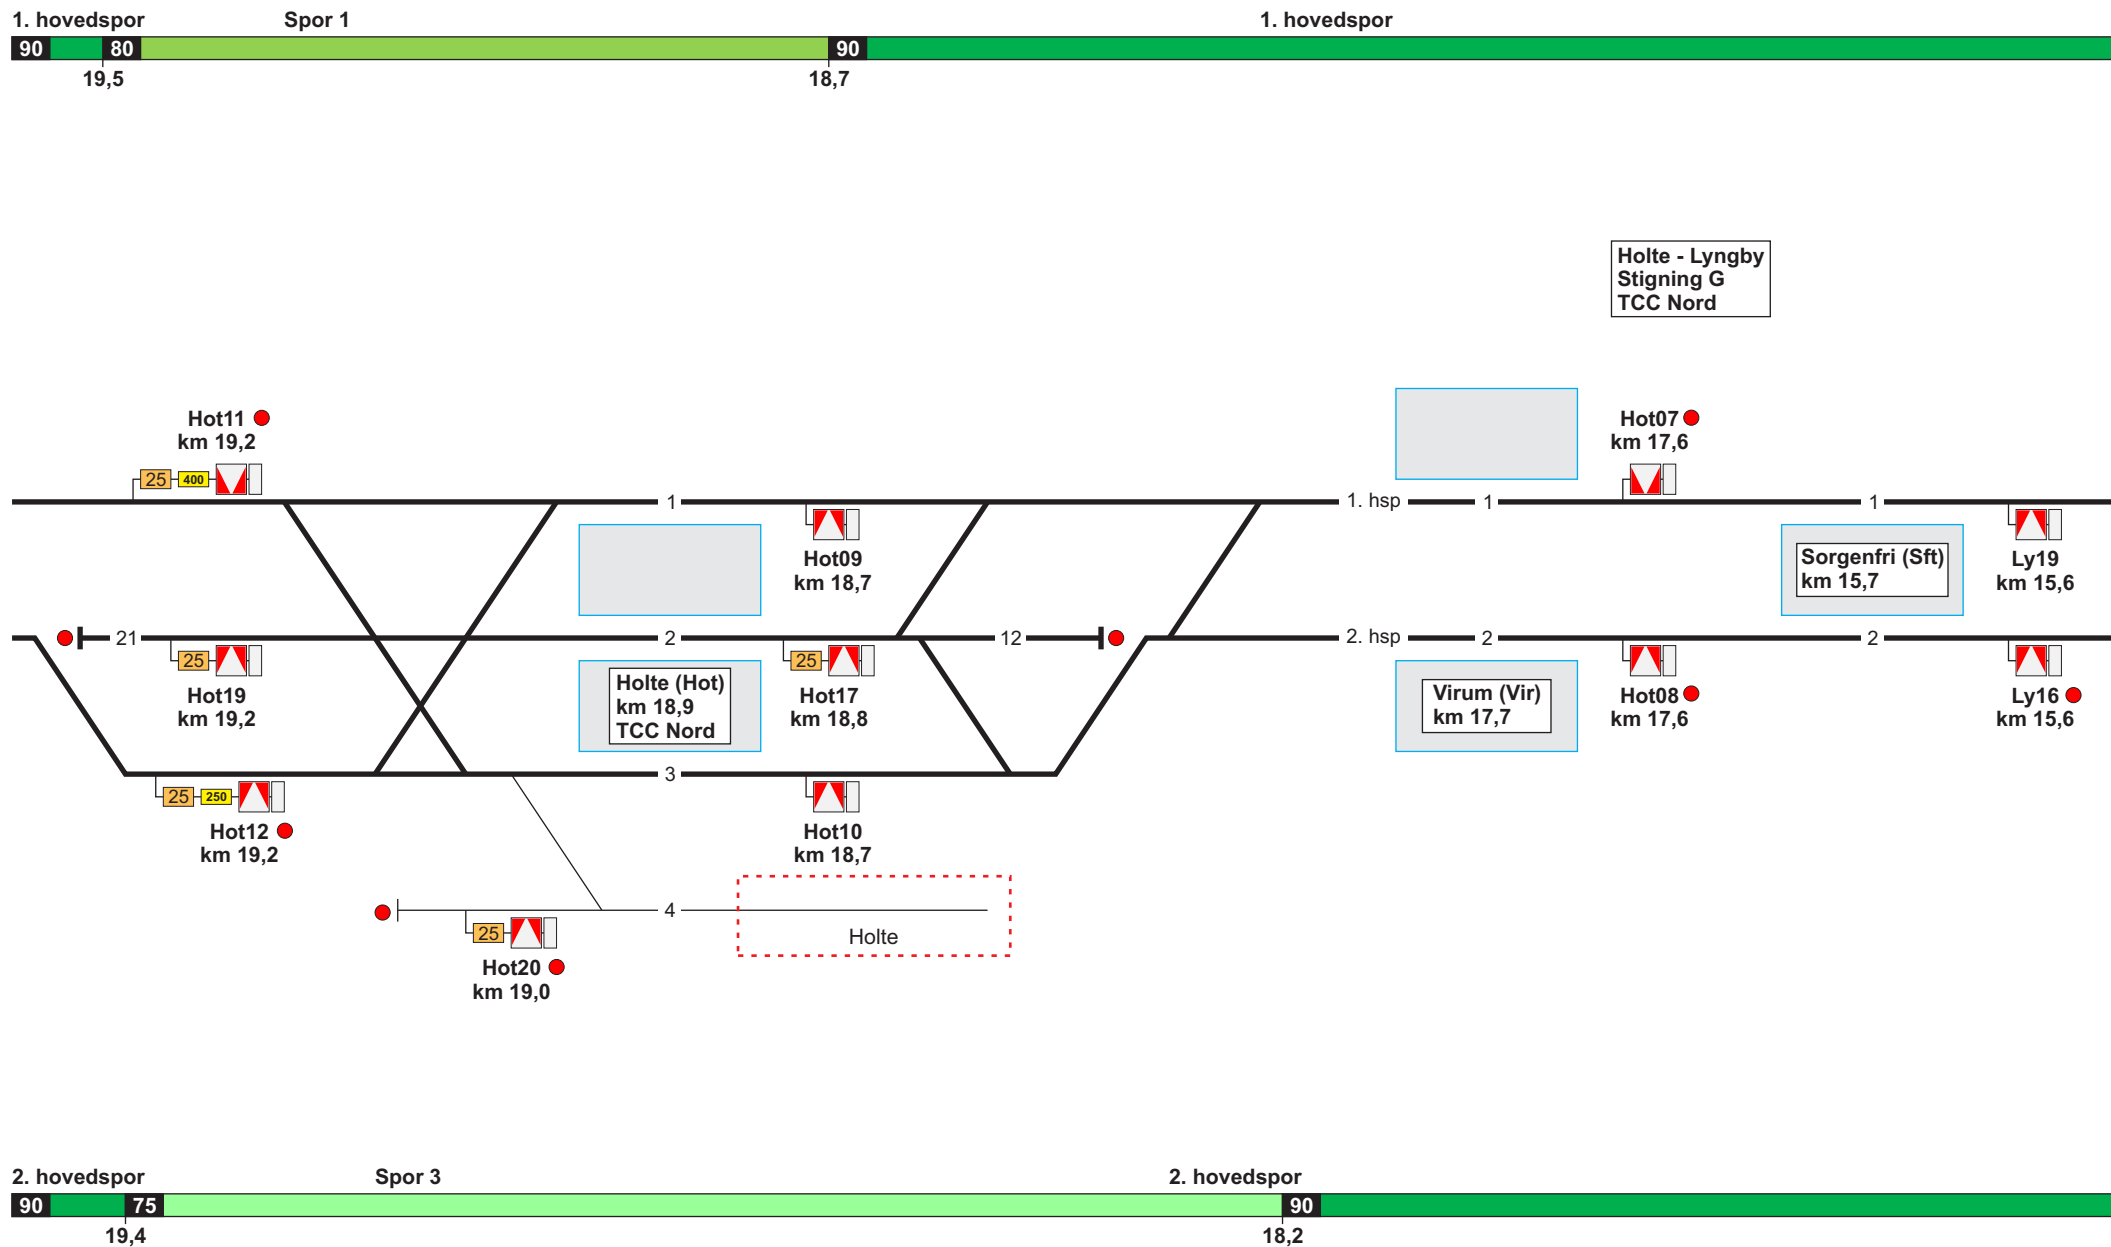 1. hovedspor Spor 1 1. hovedspor
90 80 90
19,5 18,7
Holte - Lyngby
Stigning G
TCC Nord
Hot11
km 19,2
25 400
Hot07
km 17,6
1 1. hsp 1 1
Hot09
km 18,7
Sorgenfri (Sft)
km 15,7
Ly19
km 15,6
21 2 12 2. hsp 2 2
25
Hot19
km 19,2
Holte (Hot)
km 18,9
TCC Nord
25
Hot17
km 18,8
Virum (Vir)
km 17,7
Hot08
km 17,6
Ly16
km 15,6
3
25 250
Hot12
km 19,2
Hot10
km 18,7
4
25
Holte
Hot20
km 19,0
2. hovedspor Spor 3 2. hovedspor
90 75 90
19,4 18,2